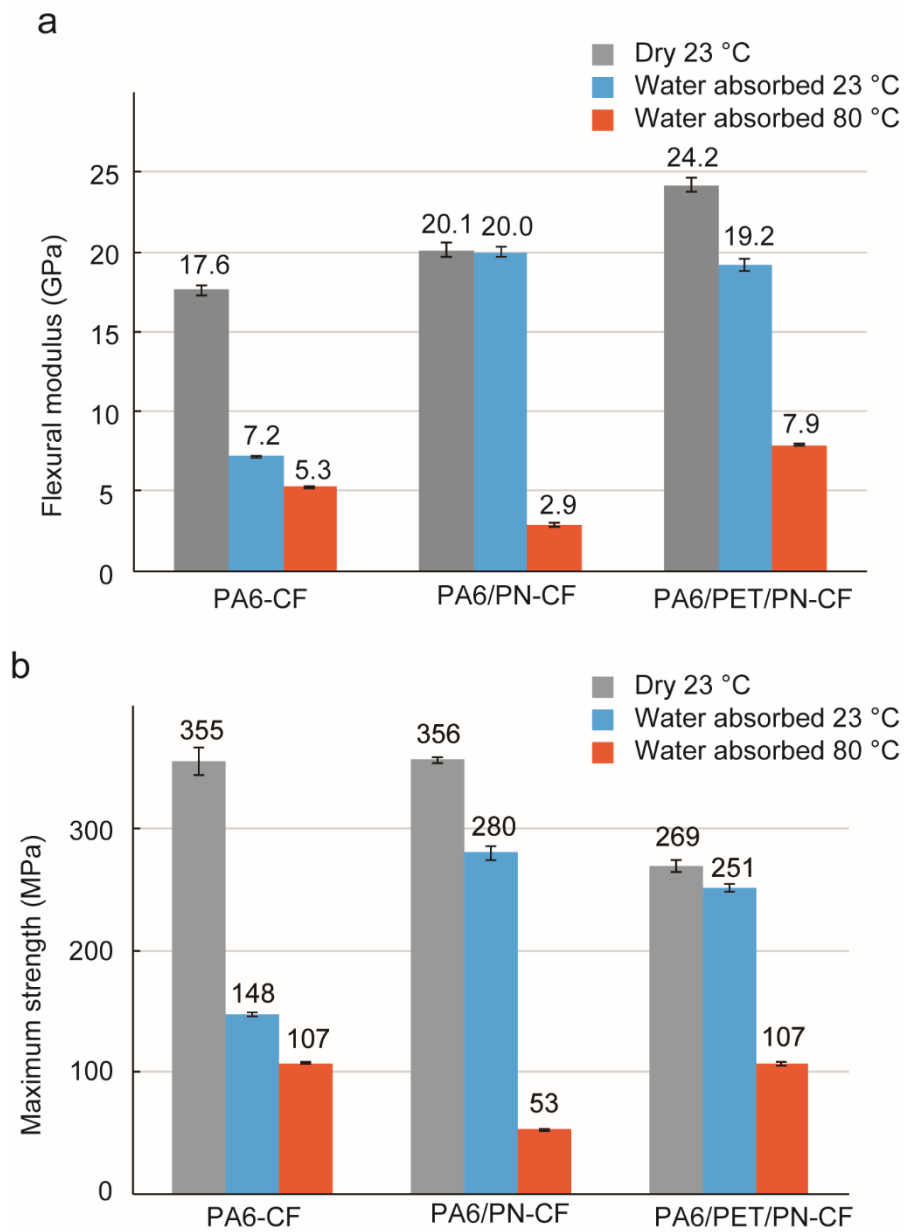 a
Dry 23 °C
Water absorbed 23 °C
Water absorbed 80 °C
Flexural modulus (GPa)
25
20
15
10
5
0
17.6
7.2
5.3
20.1
20.0
2.9
24.2
19.2
7.9
PA6-CF
PA6/PN-CF
PA6/PET/PN-CF
b
Dry 23 °C
Water absorbed 23 °C
Water absorbed 80 °C
Maximum strength (MPa)
300
200
100
0
355
148
107
356
280
53
269
251
107
PA6-CF
PA6/PN-CF
PA6/PET/PN-CF